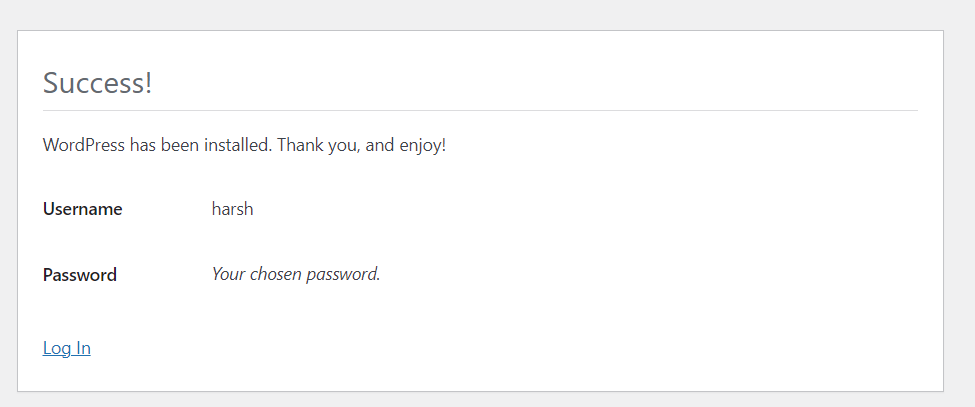 Success!
WordPress has been installed. Thank you, and enjoy!
Username harsh
Password Your chosen password.
Log In